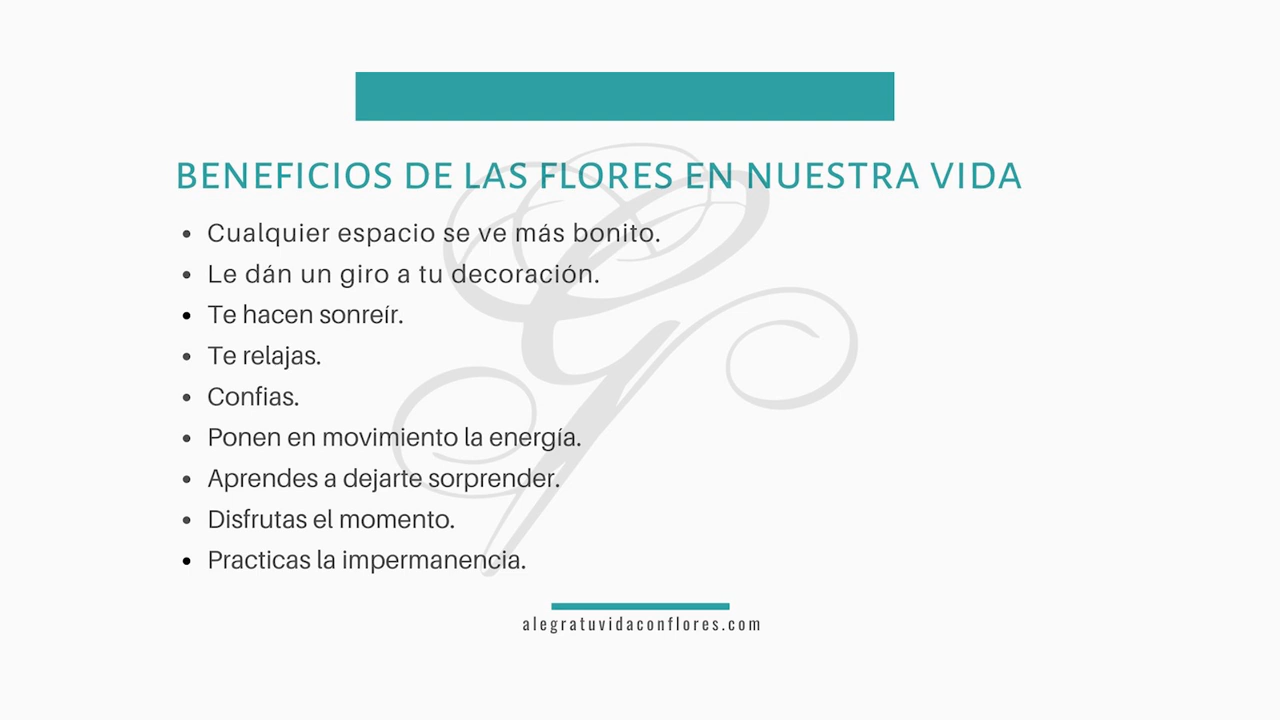 BENEFICIOS DE LAS FLORES EN NUESTRA VIDA
• Cualquier espacio se ve más bonito.
• Le dán un giro a tu decoración.
• Te hacen sonreír.
• Te relajas.
• Confias.
• Ponen en movimiento la energía.
• Aprendes a dejarte sorprender.
• Disfrutas el momento.
• Practicas la impermanencia.
alegratuvidaconflores.com